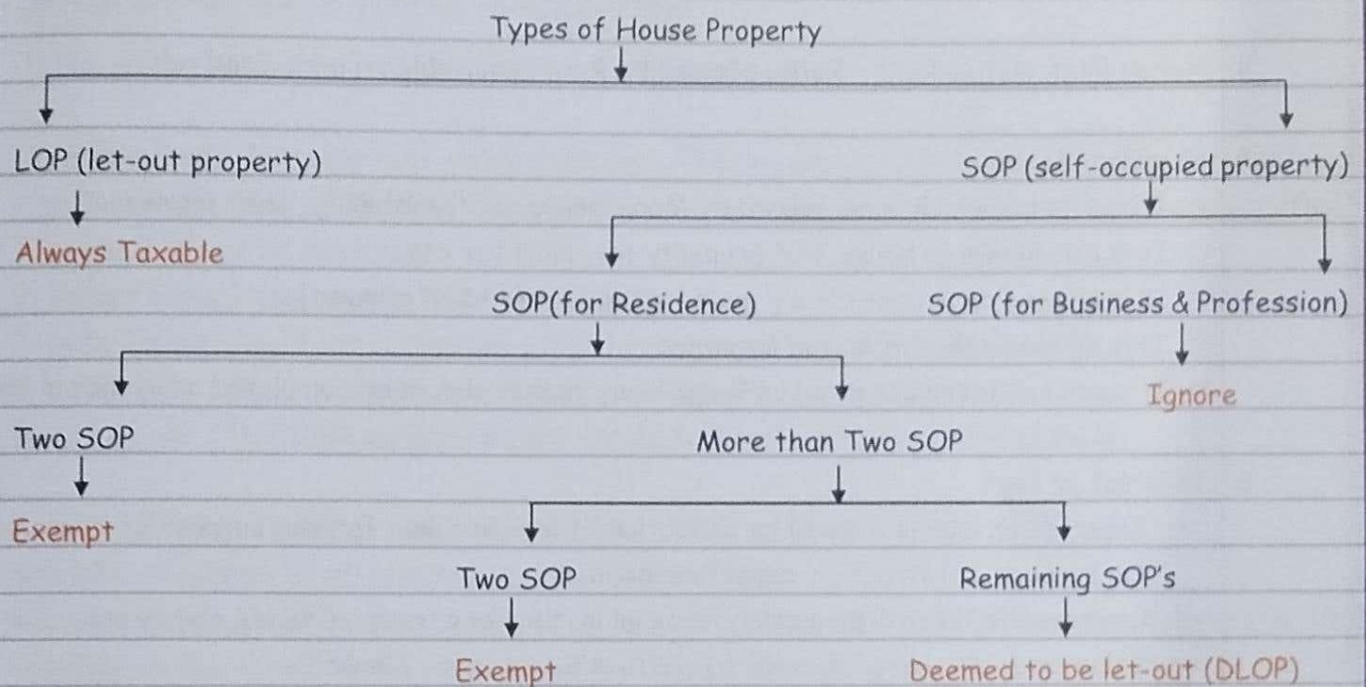 Types of House Property
LOP (let-out property)
SOP (self-occupied property)
Always Taxable
SOP(for Residence)
SOP (for Business & Profession)
Ignore
Two SOP
More than Two SOP
Exempt
Two SOP
Remaining SOP's
Exempt
Deemed to be let-out (DLOP)